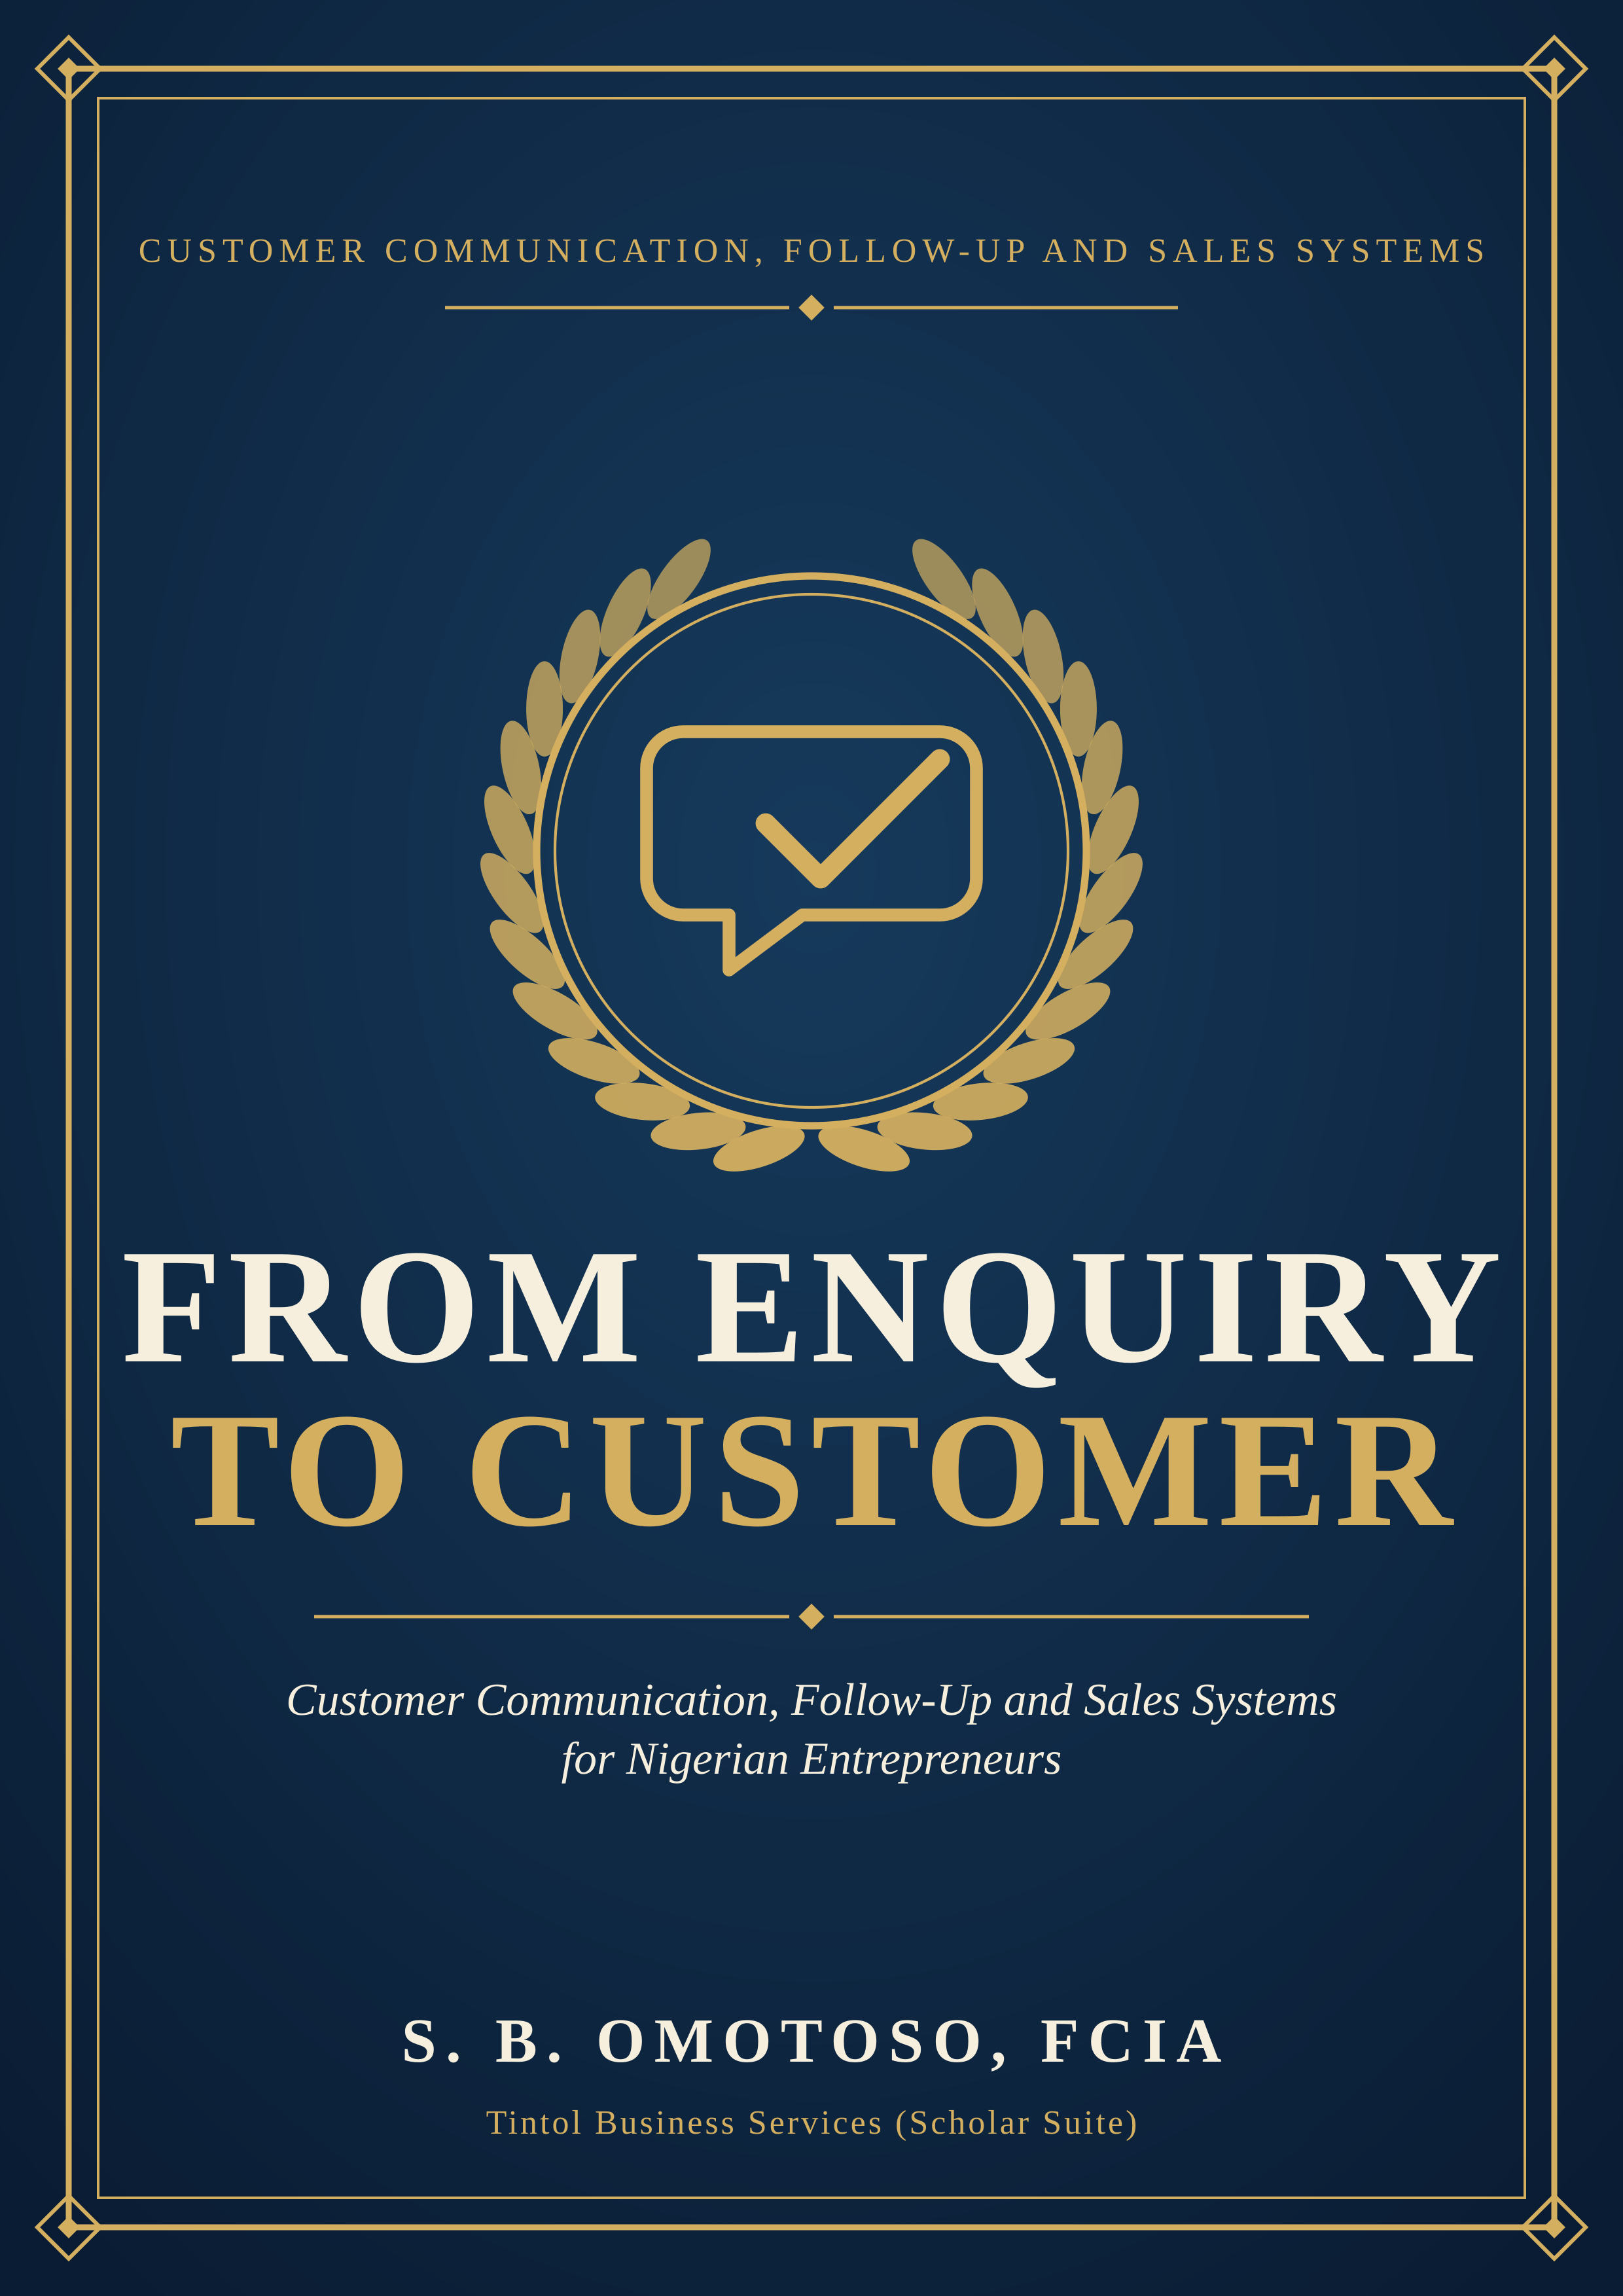 CUSTOMER COMMUNICATION, FOLLOW-UP AND SALES SYSTEMS
FROM ENQUIRY
TO CUSTOMER
Customer Communication, Follow-Up and Sales Systems
for Nigerian Entrepreneurs
S. B. OMOTOSO, FCIA
Tintol Business Services (Scholar Suite)